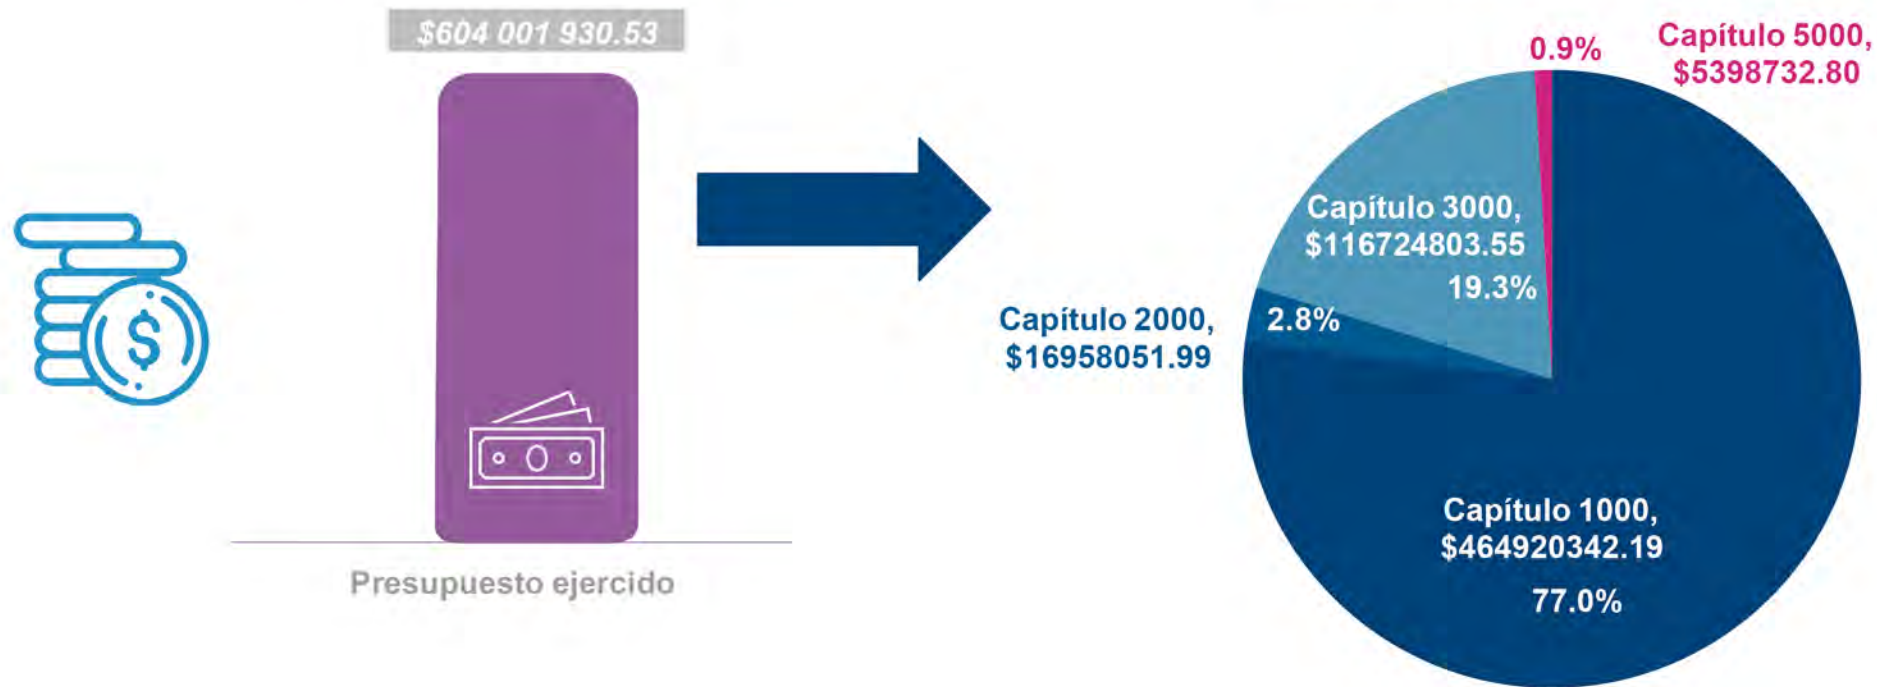 $604 001 930.53
$
Presupuesto ejercido
0.9%
Capítulo 5000,
$5398732.80
Capítulo 3000,
$116724803.55
19.3%
Capítulo 2000,
$16958051.99
2.8%
Capítulo 1000,
$464920342.19
77.0%